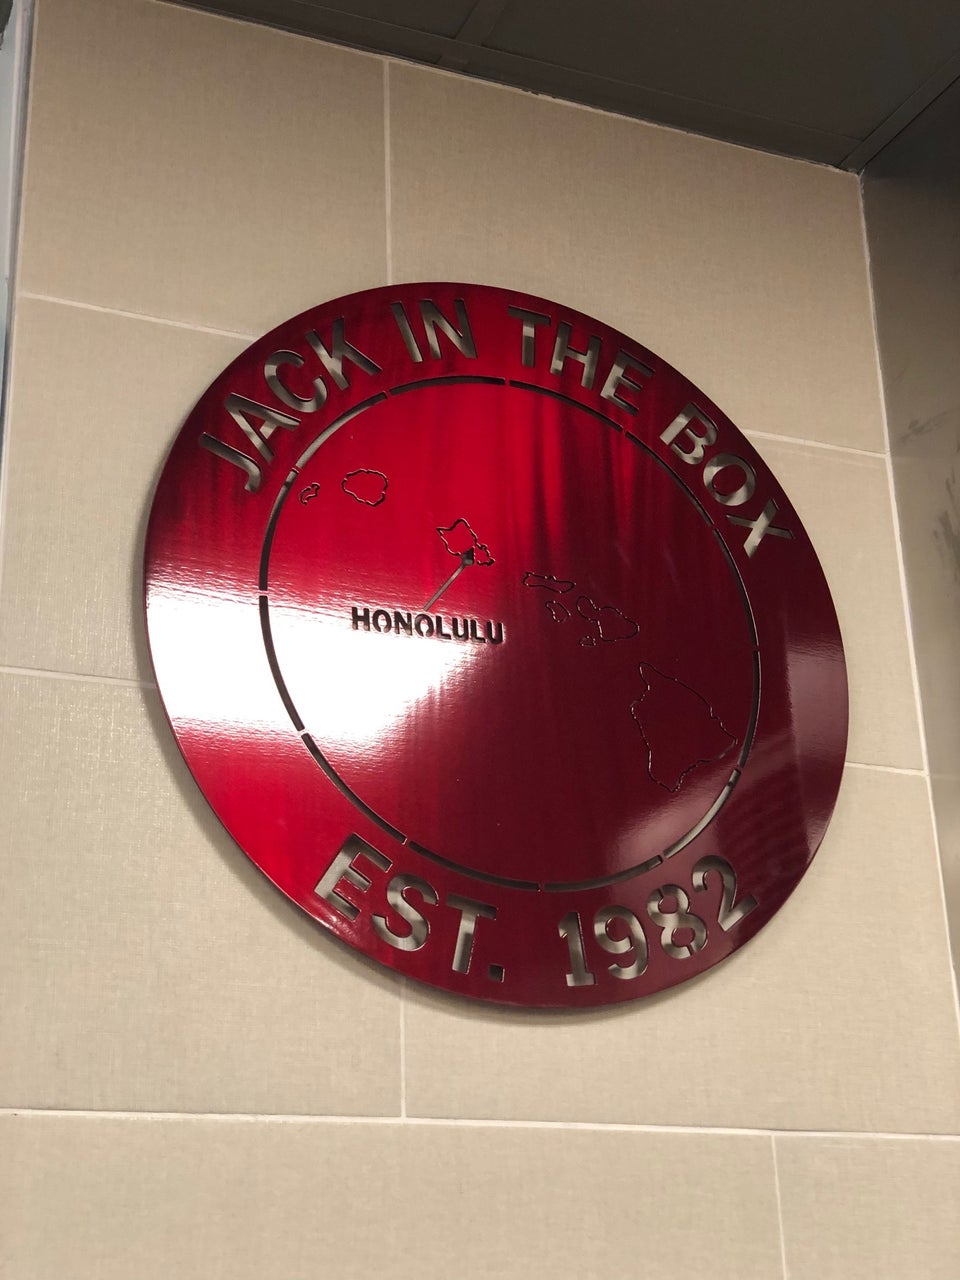 JACK IN THE BOX
HONOLULU
EST. 1982